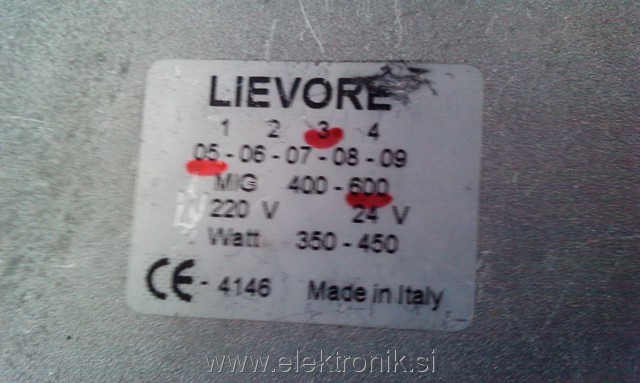 LiEVORE
1 2 3 4
05 - 06 - 07 - 08 - 09
MIG 400 - 600
220 V 24 V
Watt 350 - 450
CE - 4146 Made in Italy
www.elektronik.si